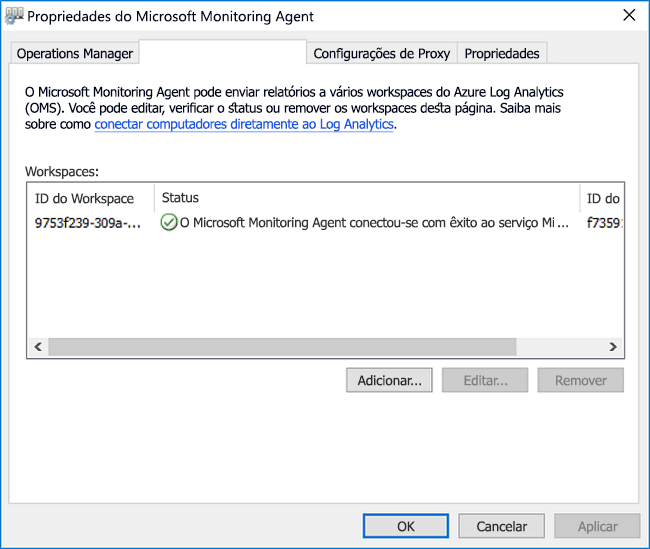 Propriedades do Microsoft Monitoring Agent
Operations Manager
Configurações de Proxy
Propriedades
O Microsoft Monitoring Agent pode enviar relatórios a vários workspaces do Azure Log Analytics
(OMS). Você pode editar, verificar o status ou remover os workspaces desta página. Saiba mais
sobre como conectar computadores diretamente ao Log Analytics.
Workspaces:
ID do Workspace Status ID do
9753f239-309a-... O Microsoft Monitoring Agent conectou-se com êxito ao serviço Mi ... f7359
Adicionar... Editar... Remover
OK Cancelar Aplicar